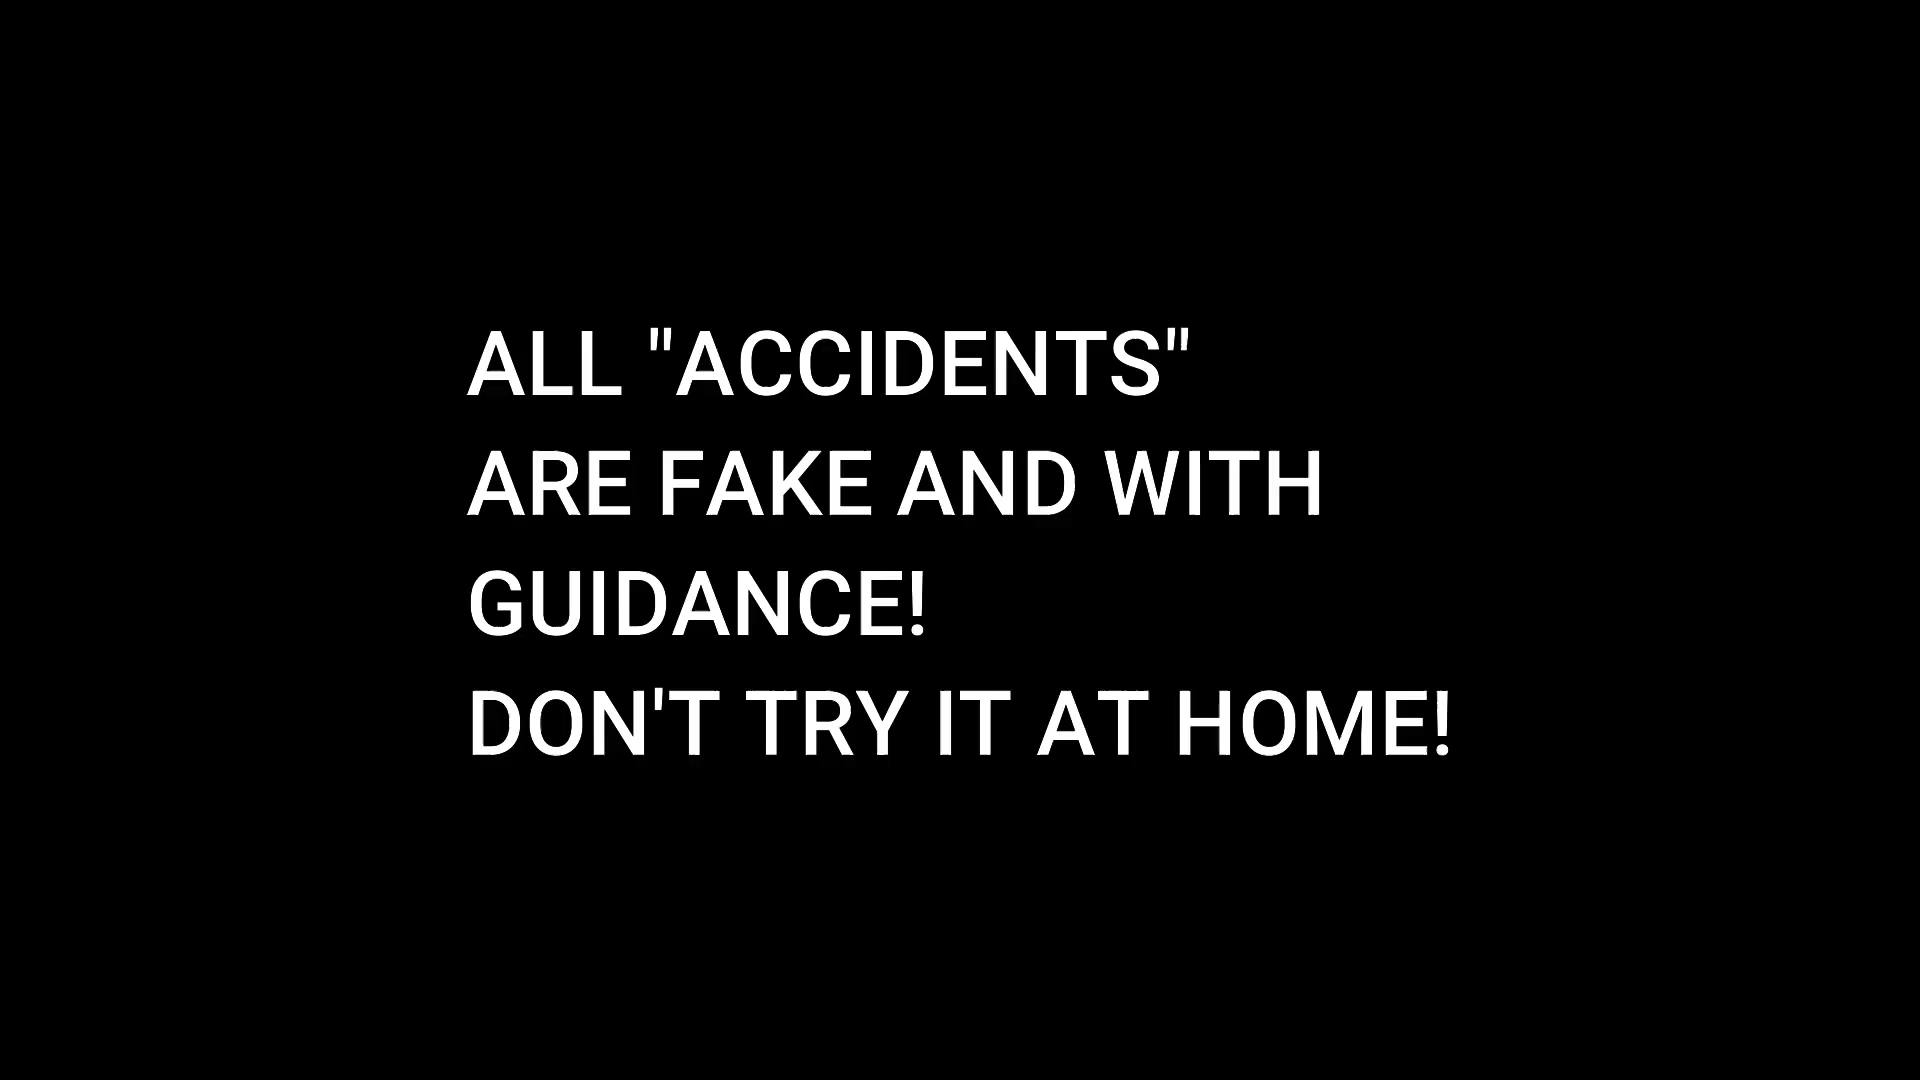 ALL "ACCIDENTS"
ARE FAKE AND WITH
GUIDANCE!
DON'T TRY IT AT HOME!